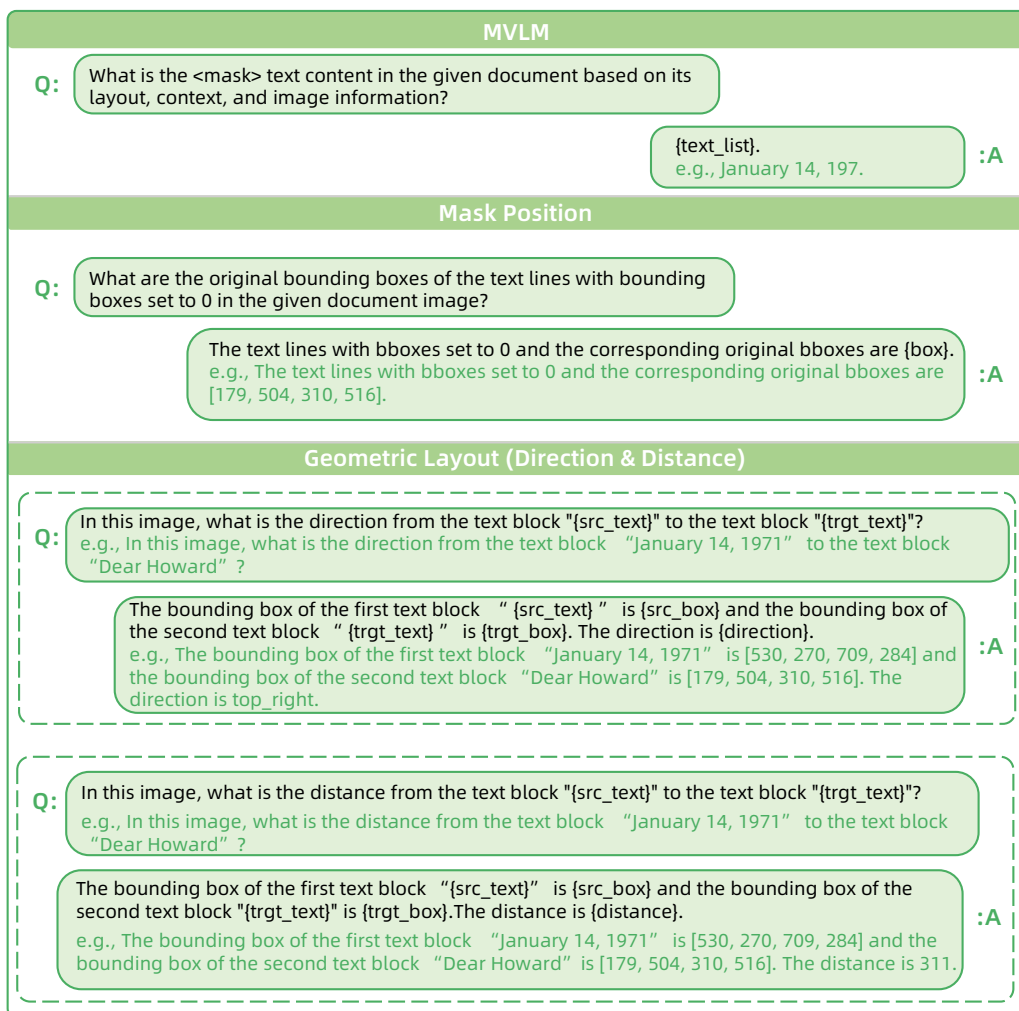 MVLM
Q:
What is the <mask> text content in the given document based on its
layout, context, and image information?
{text_list}.
e.g., January 14, 197.
:A
Mask Position
Q:
What are the original bounding boxes of the text lines with bounding
boxes set to 0 in the given document image?
The text lines with bboxes set to 0 and the corresponding original bboxes are {box}.
e.g., The text lines with bboxes set to 0 and the corresponding original bboxes are
[179, 504, 310, 516].
:A
Geometric Layout (Direction & Distance)
Q:
In this image, what is the direction from the text block "{src_text}" to the text block "{trgt_text}"?
e.g., In this image, what is the direction from the text block “January 14, 1971” to the text block
“Dear Howard” ?
The bounding box of the first text block “ {src_text} ” is {src_box} and the bounding box of
the second text block “ {trgt_text} ” is {trgt_box}. The direction is {direction}.
e.g., The bounding box of the first text block “January 14, 1971” is [530, 270, 709, 284] and
the bounding box of the second text block “Dear Howard” is [179, 504, 310, 516]. The
direction is top_right.
:A
Q:
In this image, what is the distance from the text block "{src_text}" to the text block "{trgt_text}"?
e.g., In this image, what is the distance from the text block “January 14, 1971” to the text block
“Dear Howard” ?
The bounding box of the first text block “{src_text}” is {src_box} and the bounding box of the
second text block "{trgt_text}" is {trgt_box}.The distance is {distance}.
e.g., The bounding box of the first text block “January 14, 1971” is [530, 270, 709, 284] and the
bounding box of the second text block “Dear Howard” is [179, 504, 310, 516]. The distance is 311.
:A